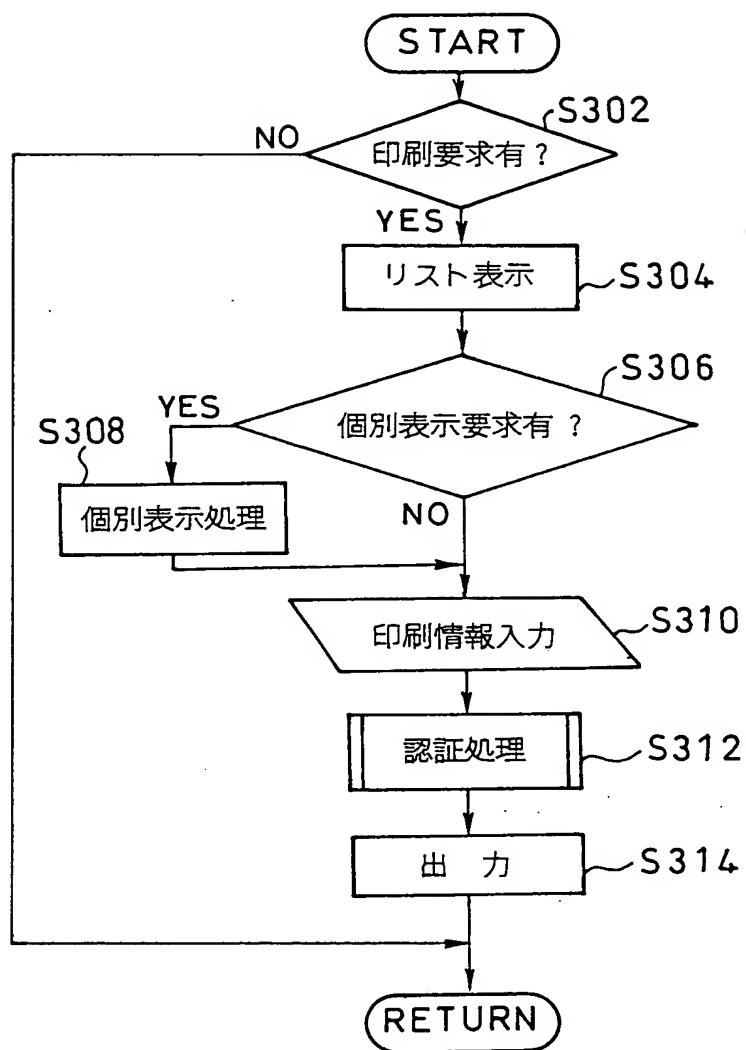 START
S302
NO
印刷要求有?
YES
リスト表示
S304
S306
YES
個別表示要求有?
S308
個別表示処理
NO
印刷情報入力
S310
認証処理
S312
出 力
S314
RETURN